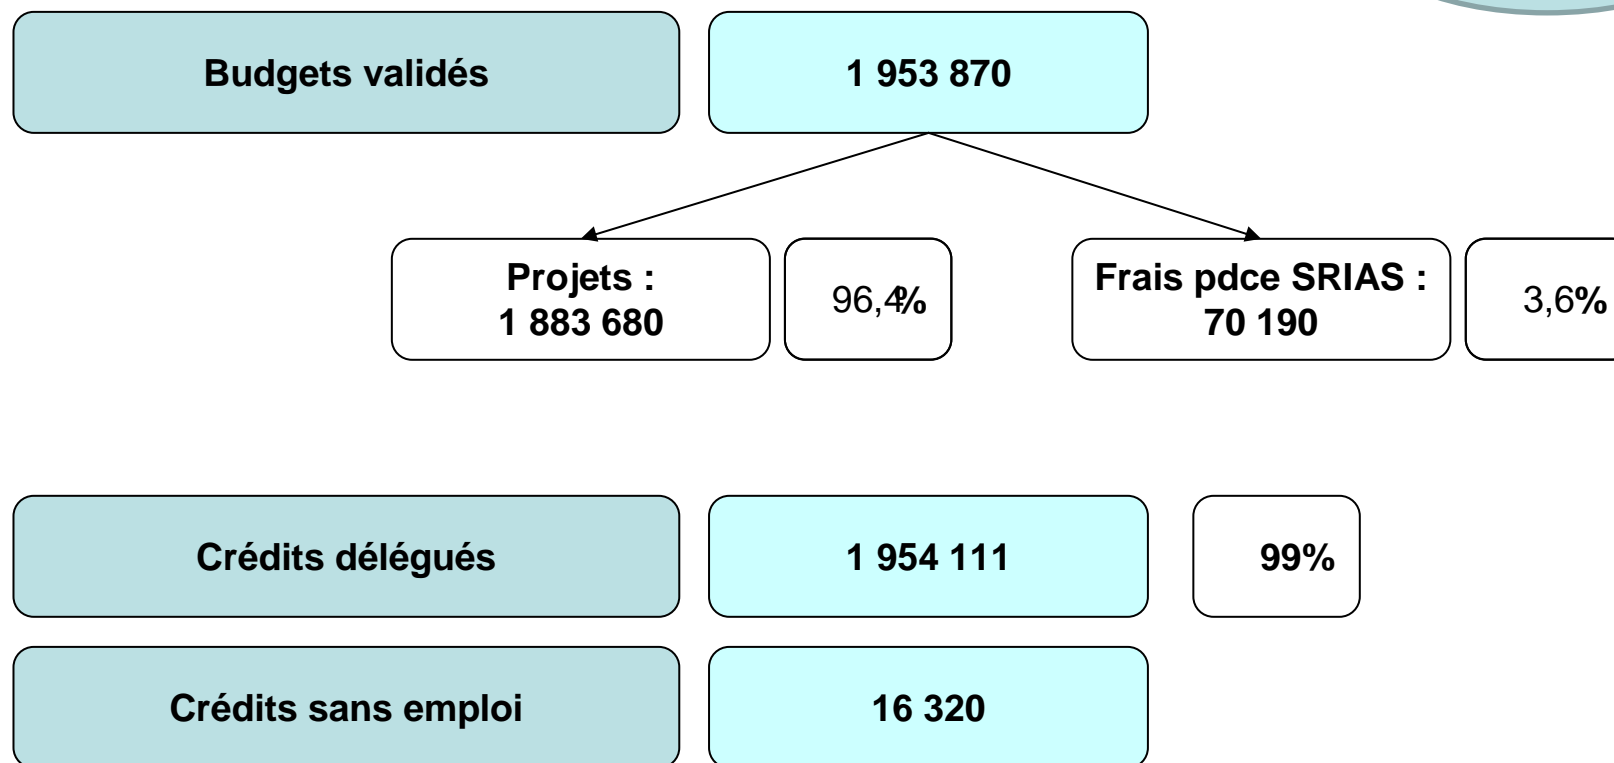 Budgets validés
1 953 870
Projets :
1 883 680
96,4%
Frais pdce SRIAS :
70 190
3,6%
Crédits délégués
1 954 111
99%
Crédits sans emploi
16 320